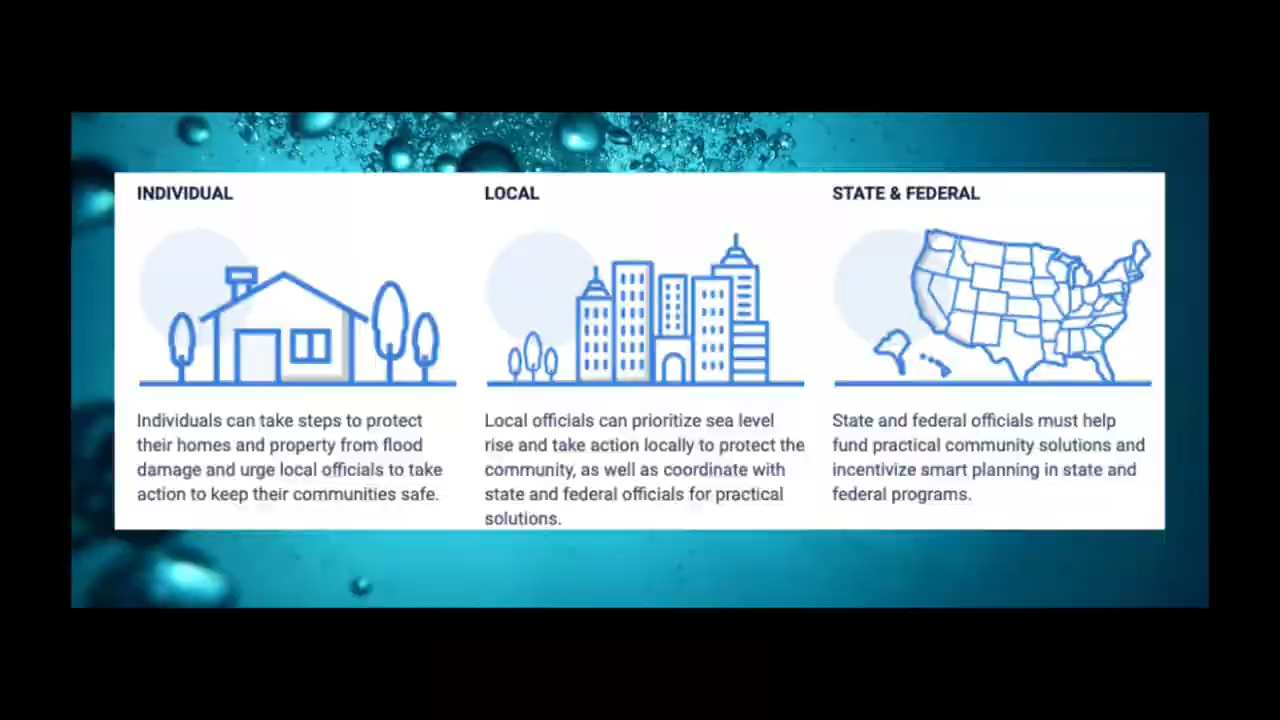 INDIVIDUAL
Individuals can take steps to protect
their homes and property from flood
damage and urge local officials to take
action to keep their communities safe.
LOCAL
Local officials can prioritize sea level
rise and take action locally to protect the
community, as well as coordinate with
state and federal officials for practical
solutions.
STATE & FEDERAL
State and federal officials must help
fund practical community solutions and
incentivize smart planning in state and
federal programs.